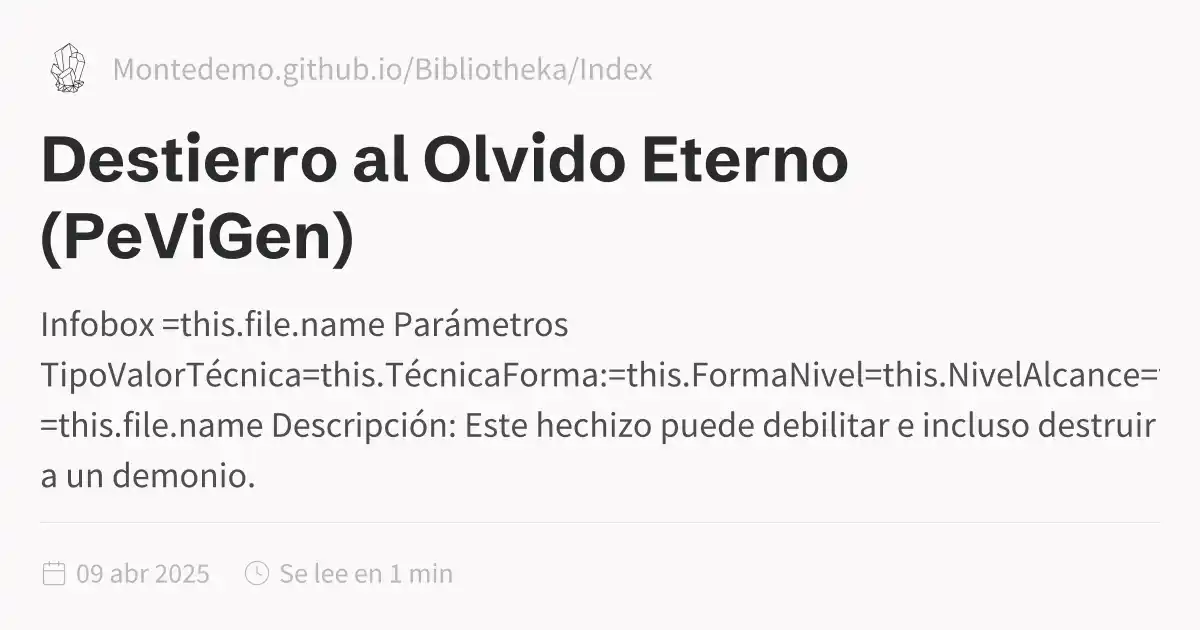 Montedemo.github.io/Bibliotheka/Index
Destierro al Olvido Eterno
(PeViGen)
Infobox =this.file.name Parámetros
TipoValorTécnica=this.TécnicaForma:=this.FormaNivel=this.NivelAlcance=
=this.file.name Descripción: Este hechizo puede debilitar e incluso destruir
a un demonio.
09 abr 2025
Se lee en 1 min